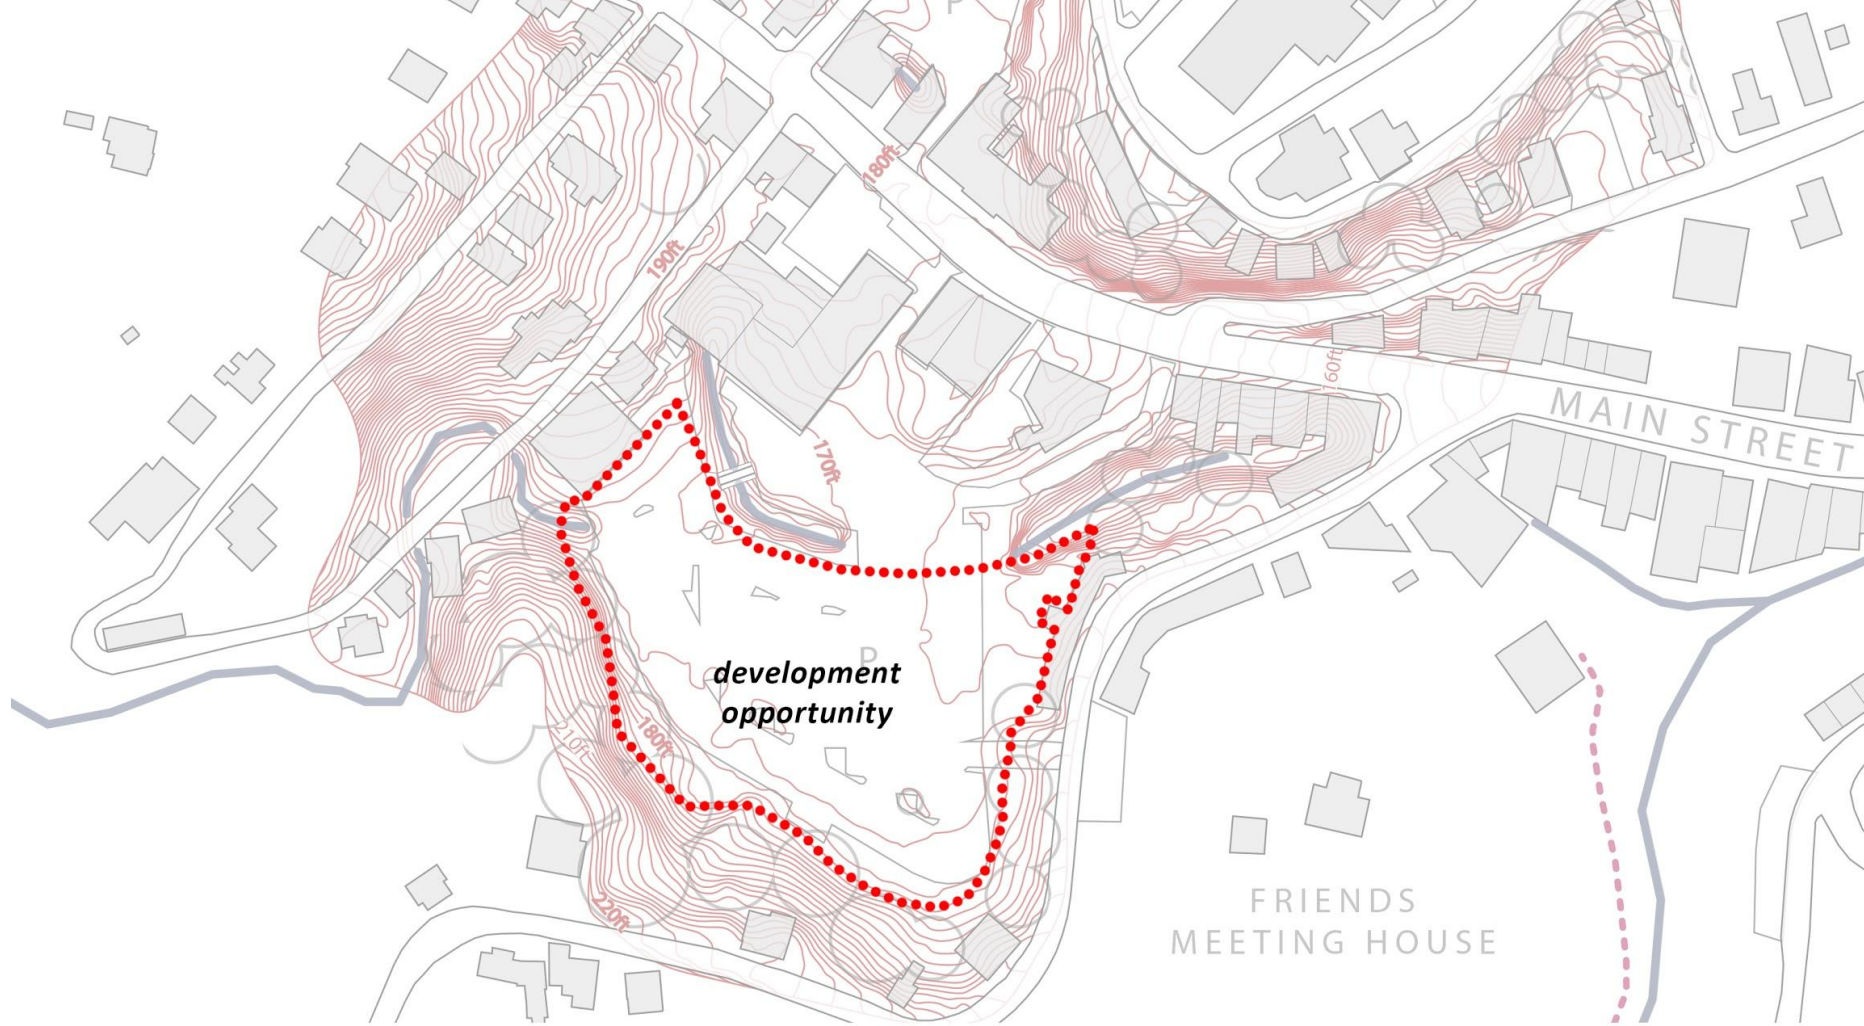 P
180ft
190ft
160ft
MAIN STREET
170ft
P
development
opportunity
180ft
210ft
220ft
FRIENDS
MEETING HOUSE